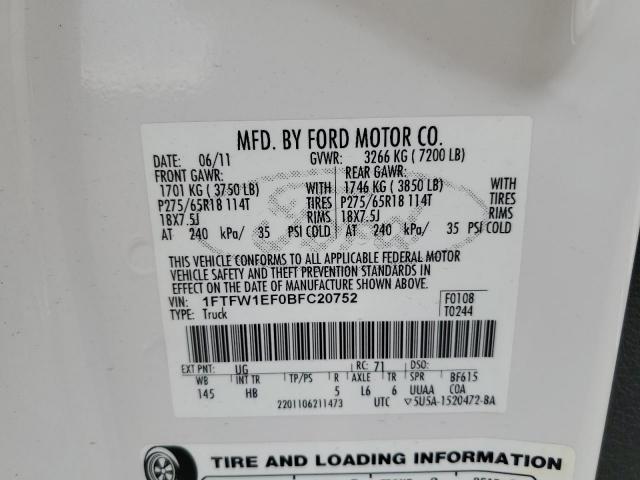 MFD. BY FORD MOTOR CO.
DATE: 06/11 GVWR: 3266 KG ( 7200 LB)
FRONT GAWR: REAR GAWR:
1701 KG ( 3750 LB) WITH 1746 KG ( 3850 LB) WITH
P275/65R18 114T TIRES P275/65R18 114T TIRES
18X7.5J RIMS 18X7.5J RIMS
AT 240 kPa/ 35 PSI COLD AT 240 kPa/ 35 PSI COLD
Ford
THIS VEHICLE CONFORMS TO ALL APPLICABLE FEDERAL MOTOR
VEHICLE SAFETY AND THEFT PREVENTION STANDARDS IN
EFFECT ON THE DATE OF MANUFACTURE SHOWN ABOVE.
VIN: 1FTFW1EF0BFC20752 F0108
TYPE: Truck T0244
EXT PNT: UG RC: 71 DSO:
WB INT TR TP/PS R AXLE TR SPR BF615
145 HB 5 L6 6 UUAA COA
2201106211473 UTC ▽5U5A-1520472-BA
TIRE AND LOADING INFORMATION